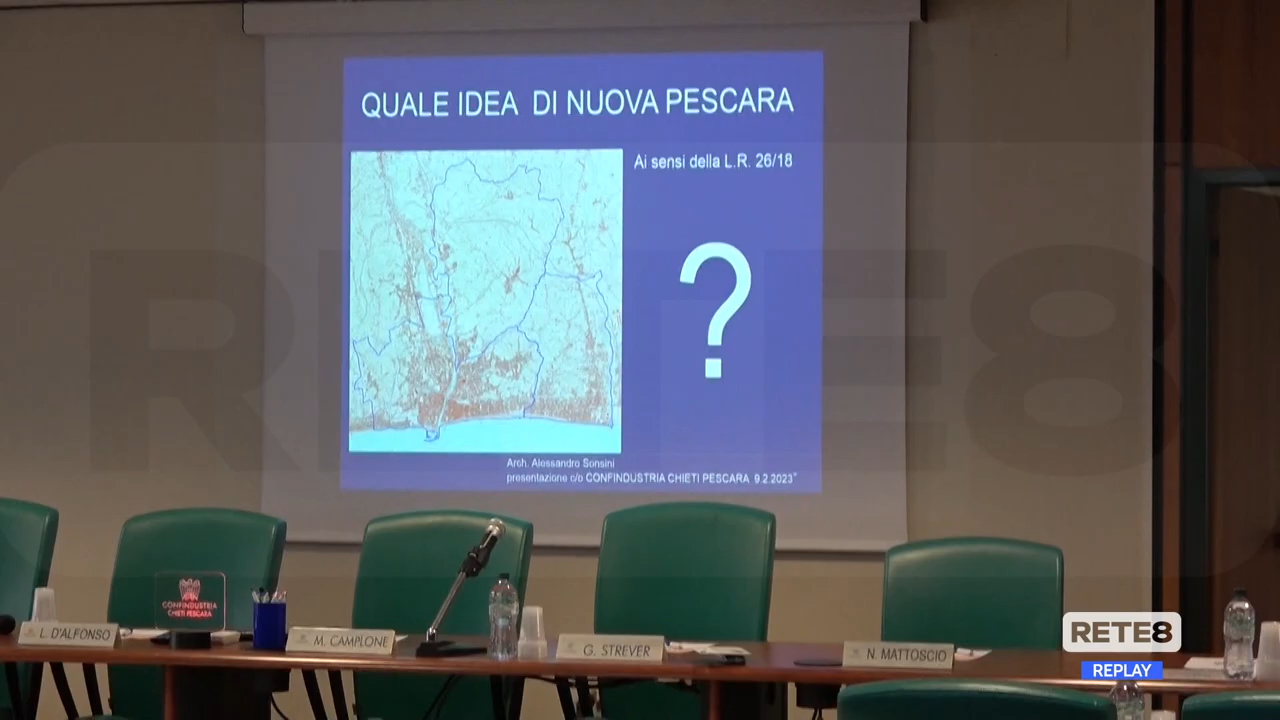 QUALE IDEA DI NUOVA PESCARA
Ai sensi della L.R. 26/18
?
Arch. Alessandro Sonsini
presentazione c/o CONFINDUSTRIA CHIETI PESCARA 9.2.2023"
RETE8
CONFINDUSTRIA
CHIETI PESCARA
L. D'ALFONSO
M. CAMPLONE
G. STREVER
N. MATTOSCIO
RETE8
REPLAY